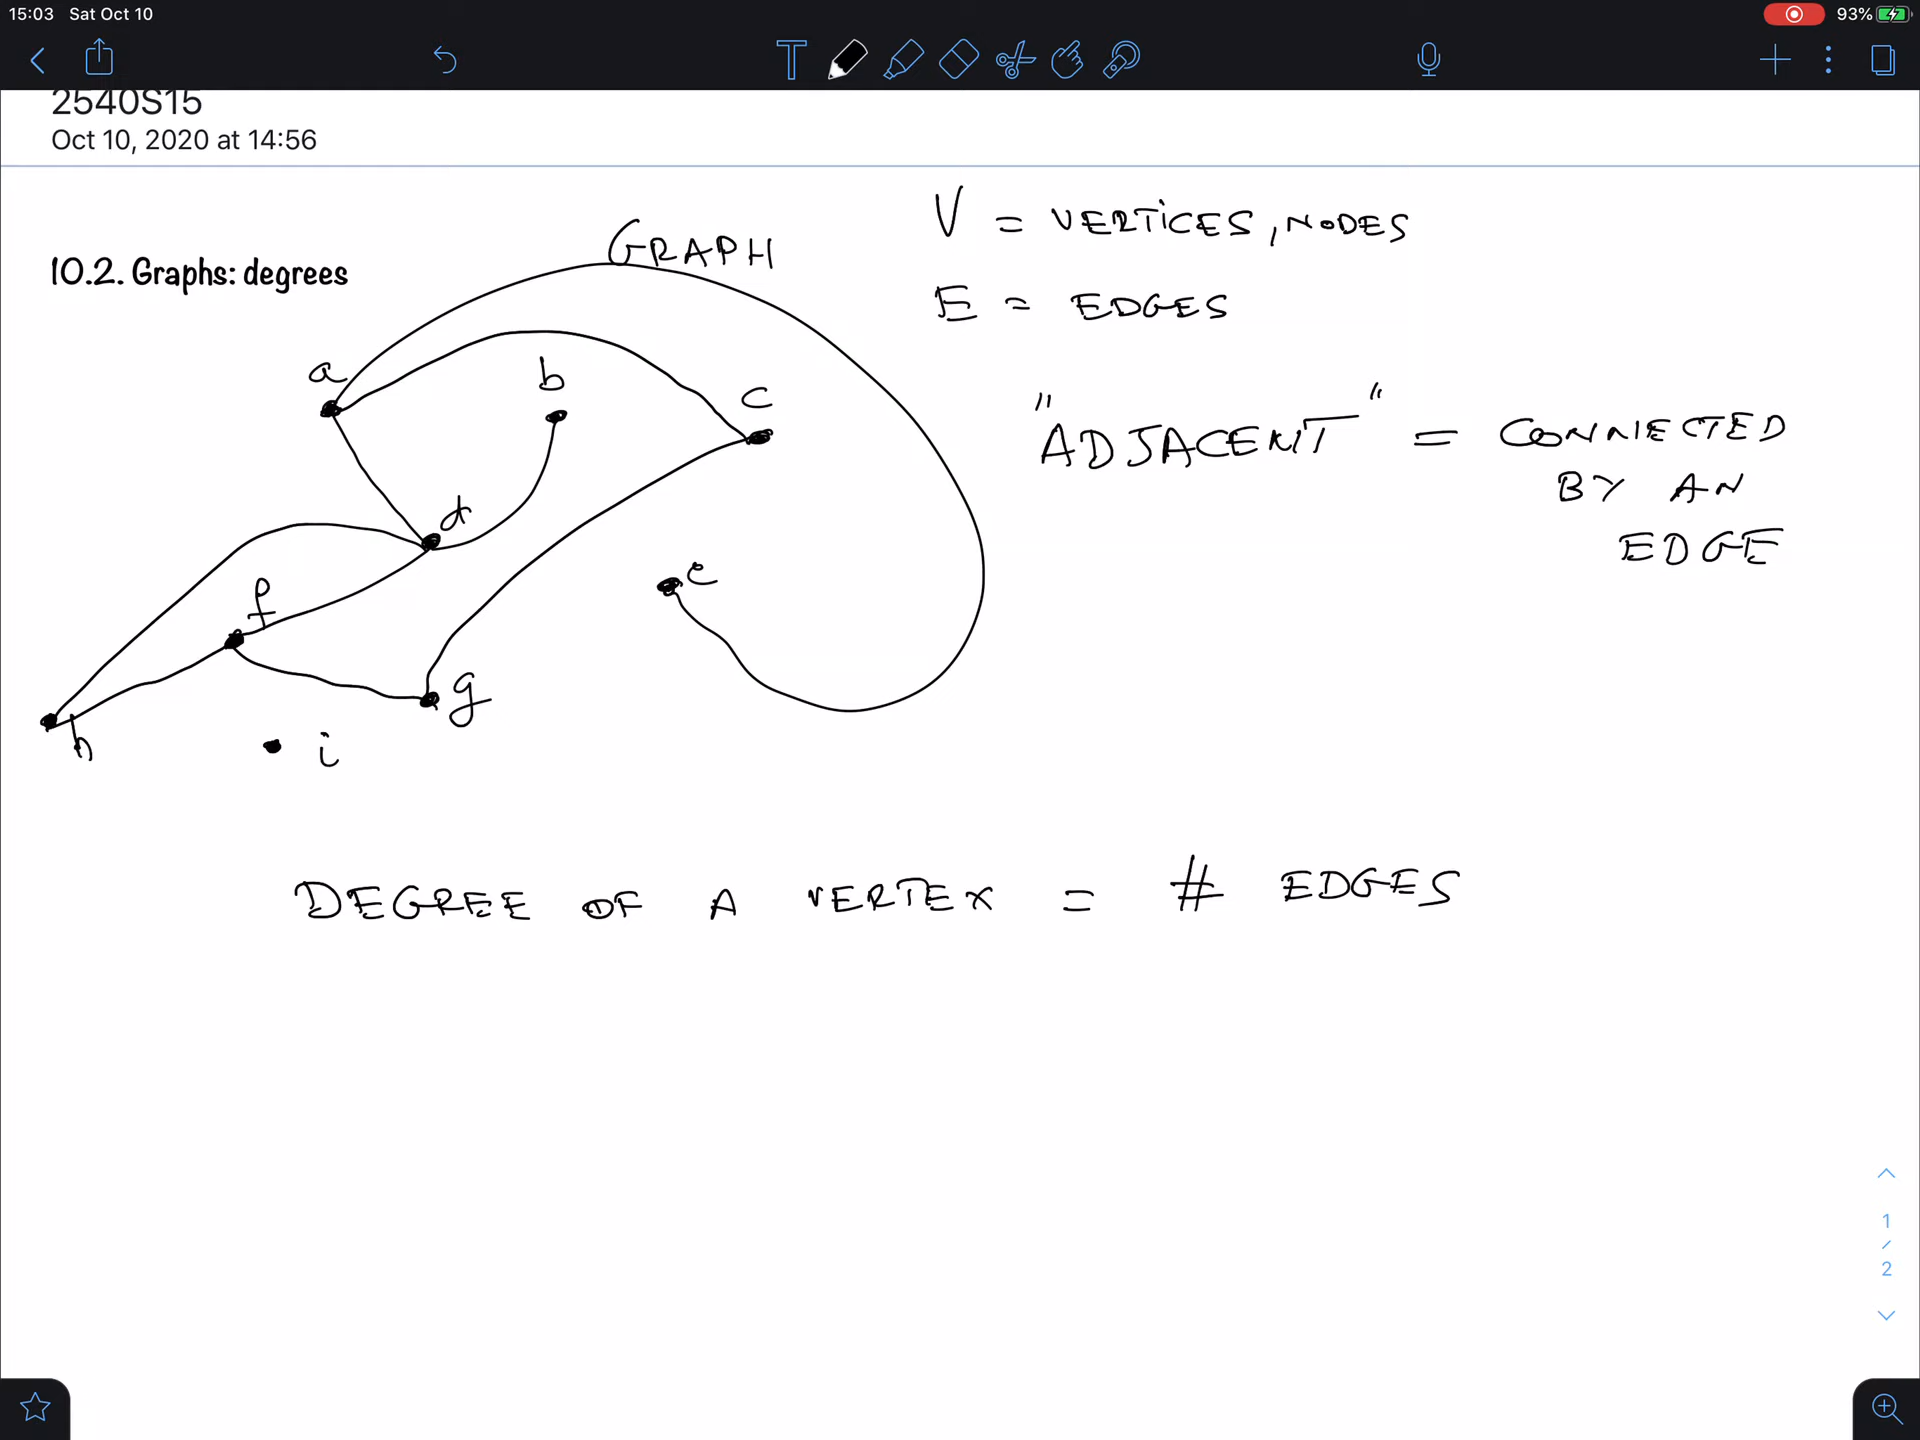 15:03 Sat Oct 10
93%
2540S15
Oct 10, 2020 at 14:56
10.2. Graphs: degrees
GRAPH
V = VERTICES, NODES
E = EDGES
"ADJACENT" = CONNECTED
BY AN
EDGE
a
b
c
d
e
f
g
h
i
DEGREE OF A VERTEX = # EDGES
1
/
2